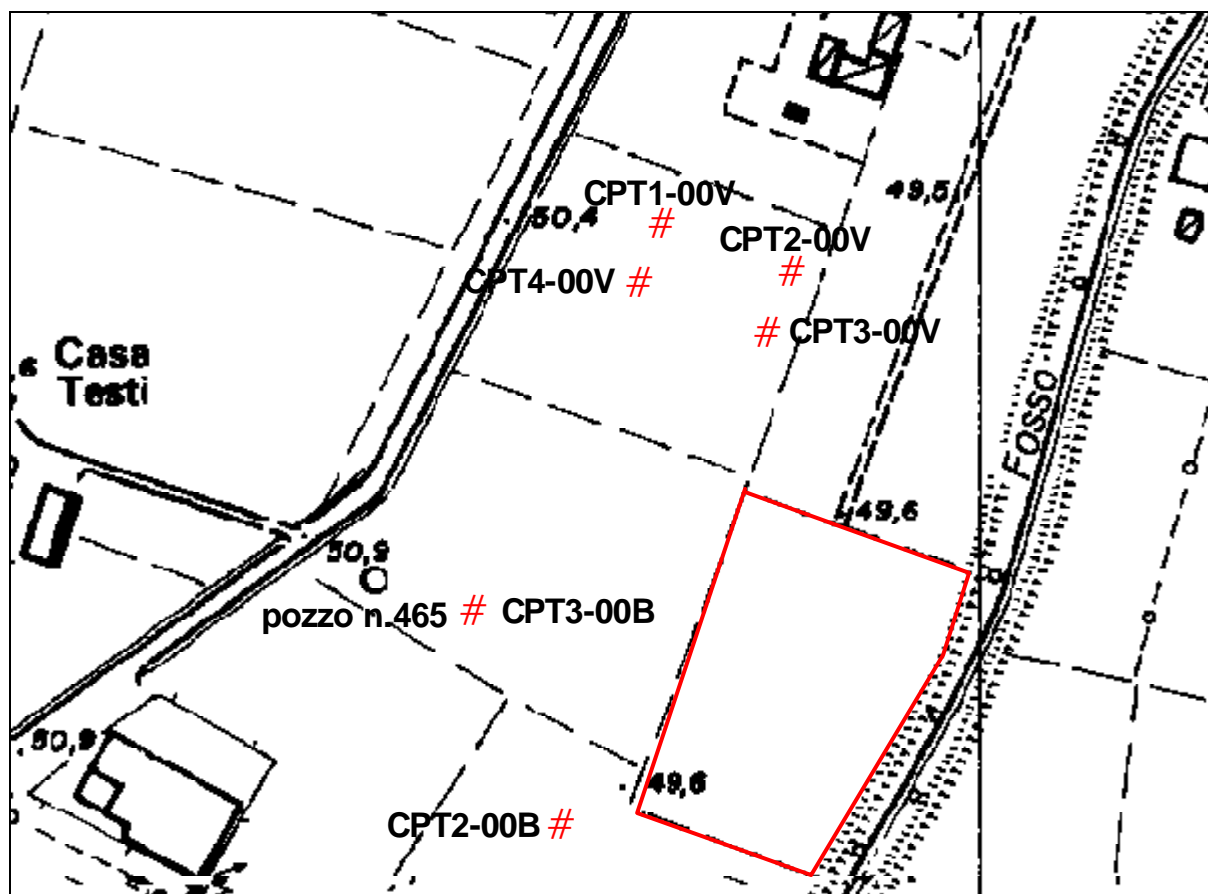 CPT1-00V
49,5
50,4
CPT2-00V
CPT4-00V
CPT3-00V
Casa
Testi
6
FOSSO
49,6
50,9
pozzo n.465
CPT3-00B
50,9
49,6
CPT2-00B